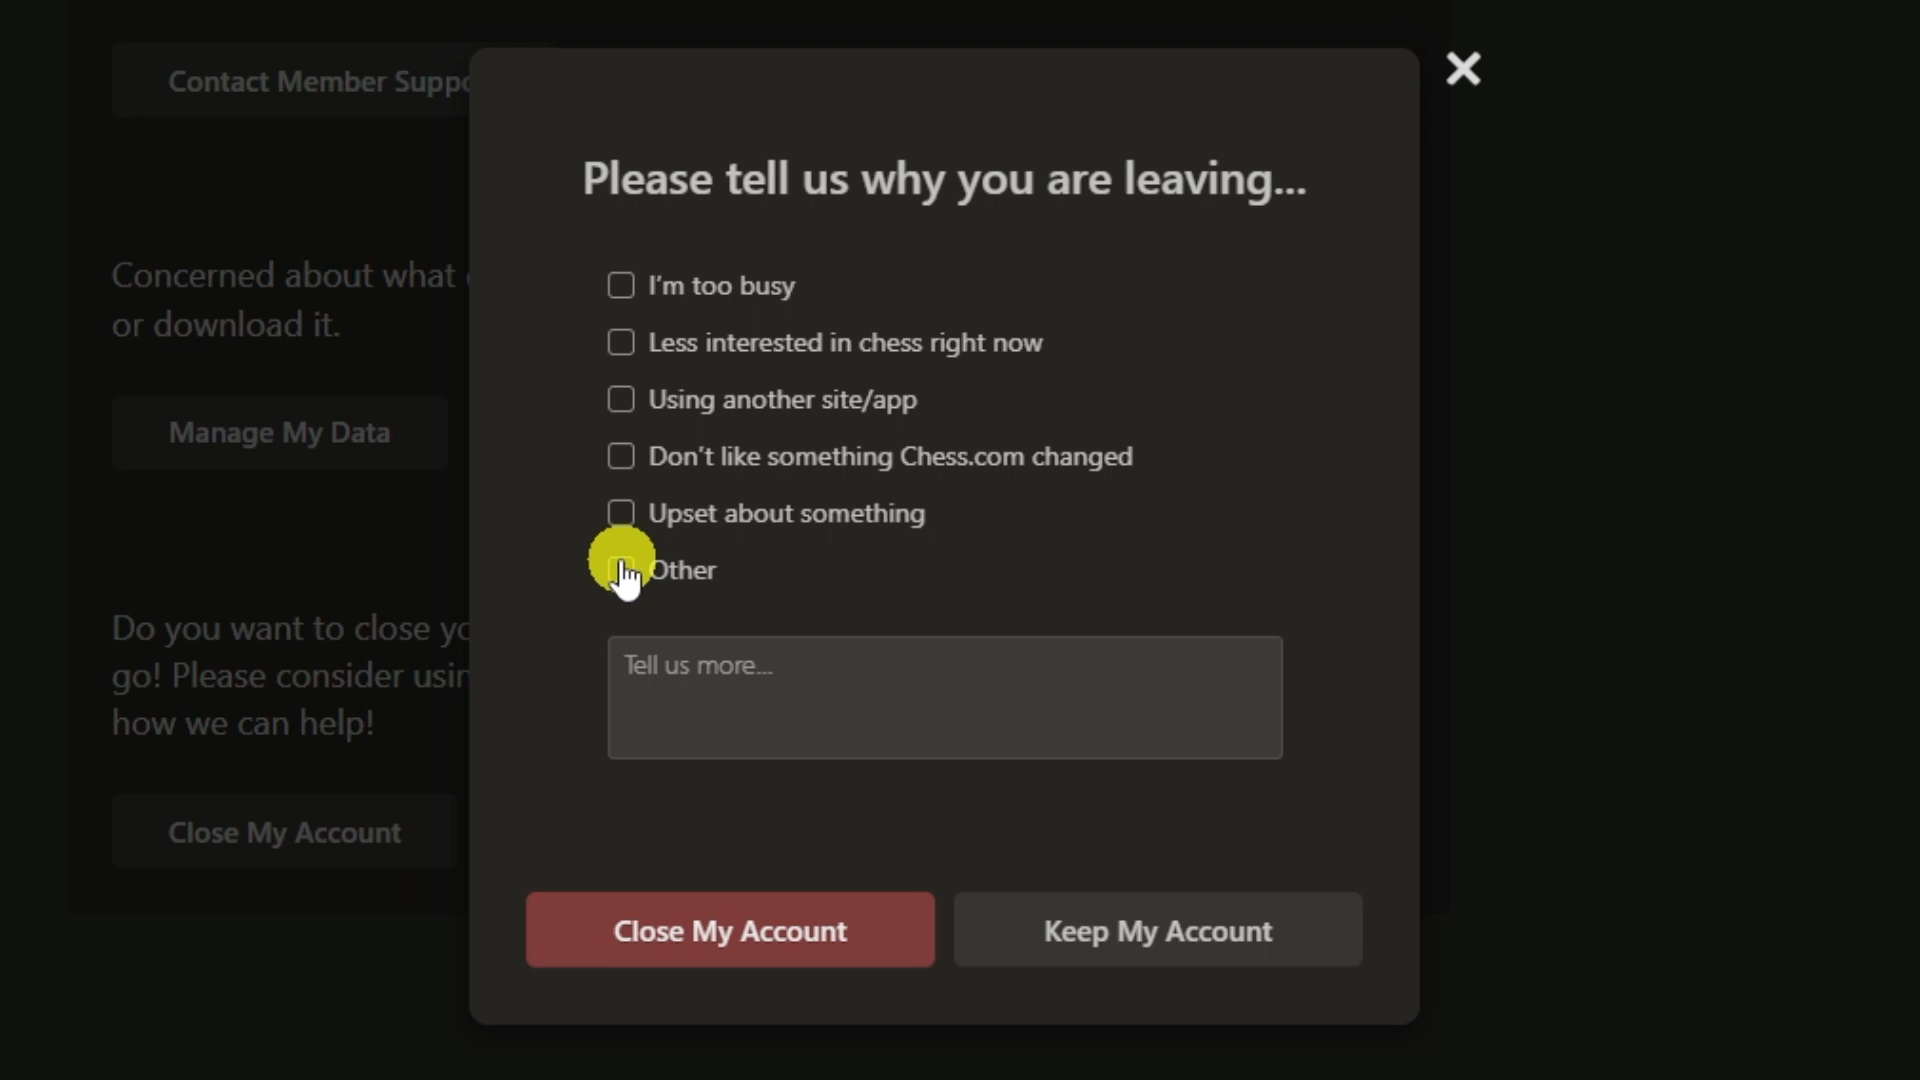 Contact Member
Please tell us why you are leaving...
Concerned about what
or download it.
Manage My Data
I'm too busy
Less interested in chess right now
Using another site/app
Don't like something Chess.com changed
Upset about something
Other
Tell us more...
Do you want to close
go! Please consider
how we can help!
Close My Account
Close My Account
Keep My Account